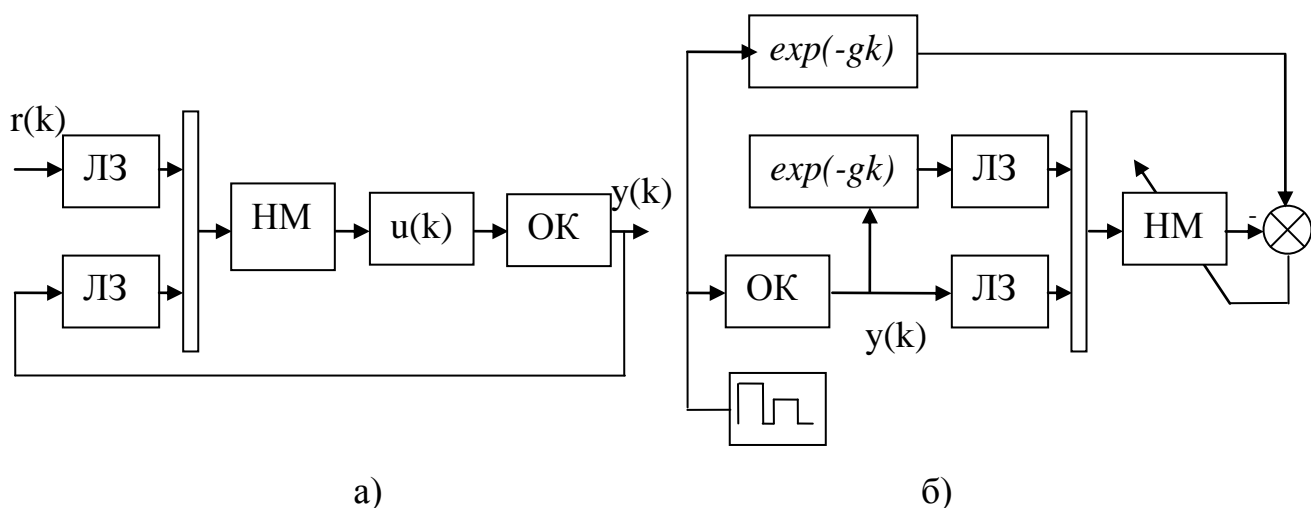 r(k)
ЛЗ
ЛЗ
НМ
u(k)
ОК
y(k)
а)
exp(-gk)
exp(-gk)
ЛЗ
ОК
ЛЗ
y(k)
НМ
-
б)